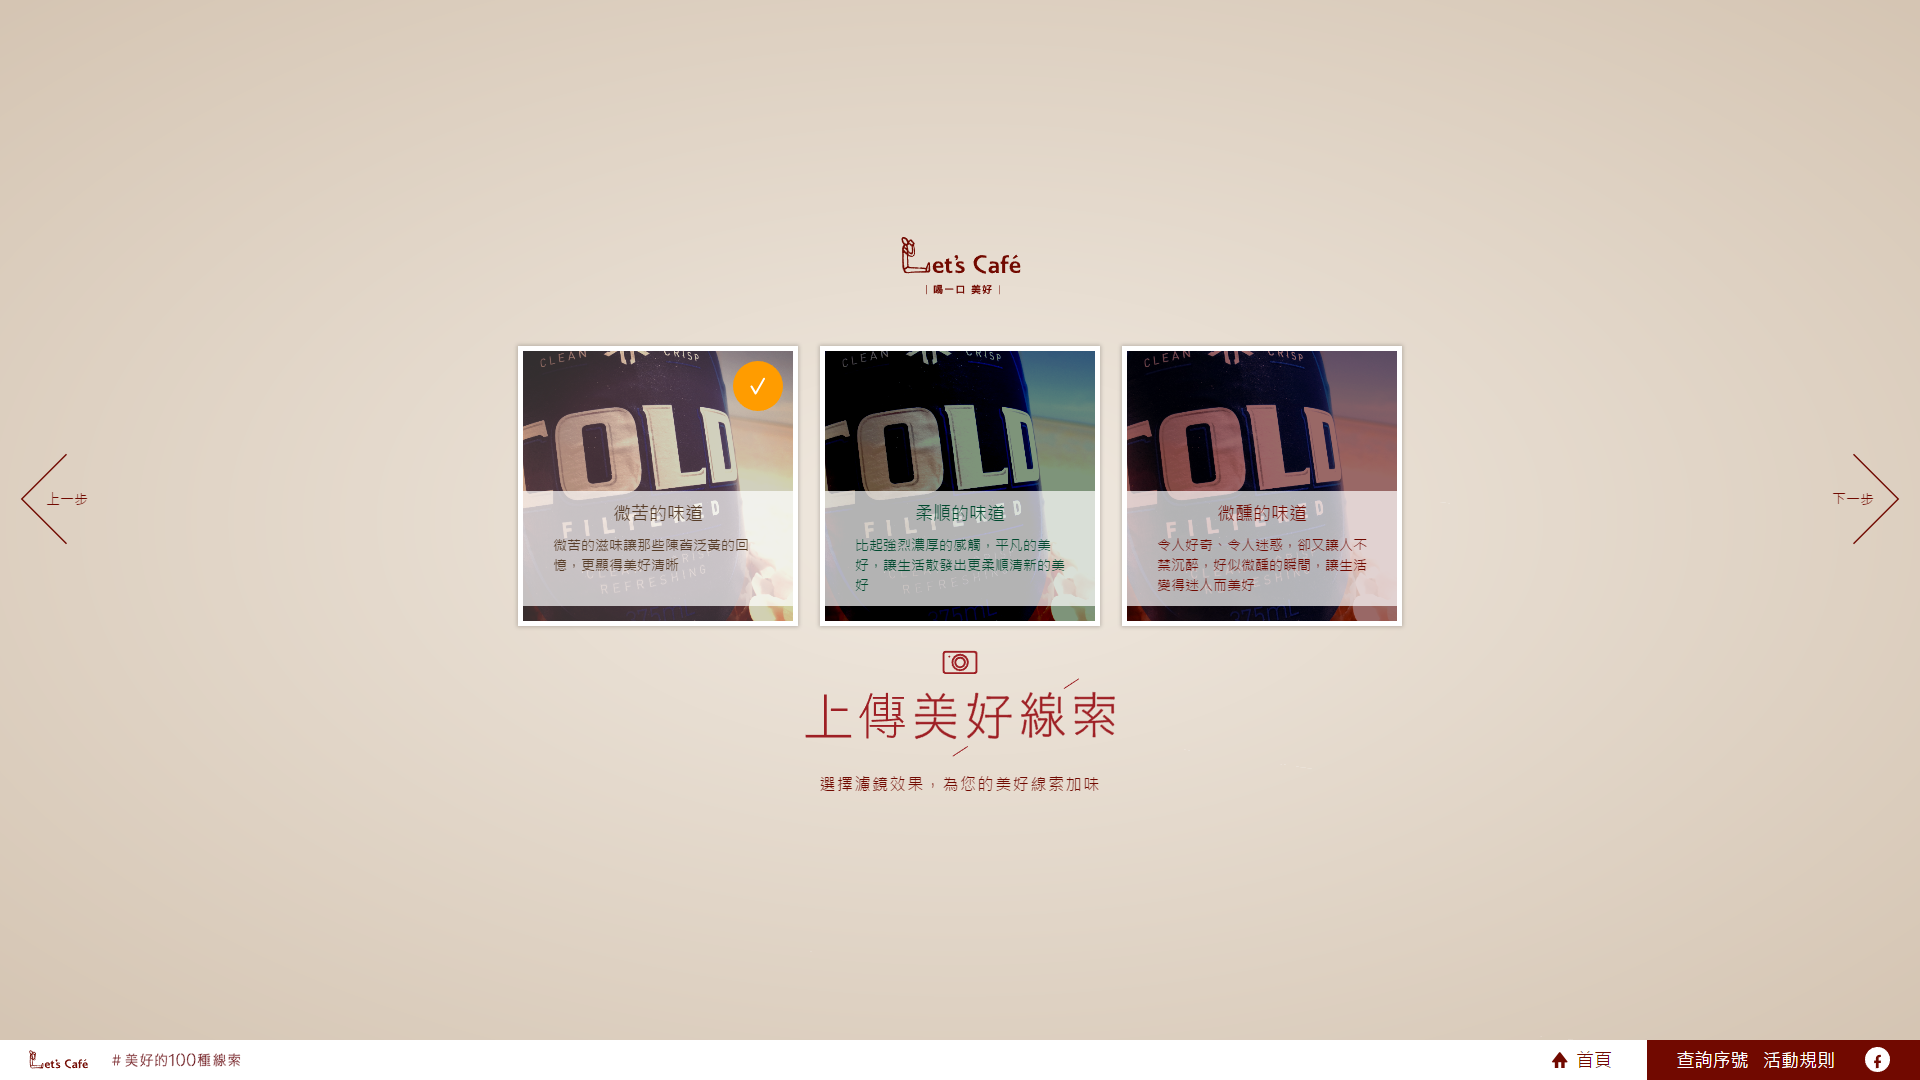 Let's Café
喝一口 美好
CLEAN CRISP
COLD
FILTERED
微苦的味道
微苦的滋味讓那些陳舊泛黃的回
憶，更顯得美好清晰
REFRESHING
CLEAN CRISP
COLD
FILTERED
柔順的味道
比起強烈濃厚的感觸，平凡的美
好，讓生活散發出更柔順清新的美
好
REFRESHING
275ML
CLEAN CRISP
COLD
FILTERED
微醺的味道
令人好奇、令人迷惑，卻又讓人不
禁沉醉，好似微醺的瞬間，讓生活
變得迷人而美好
275ML
上一步
下一步
上傳美好線索
選擇濾鏡效果，為您的美好線索加味
Let's Café
#美好的100種線索
首頁
查詢序號 活動規則